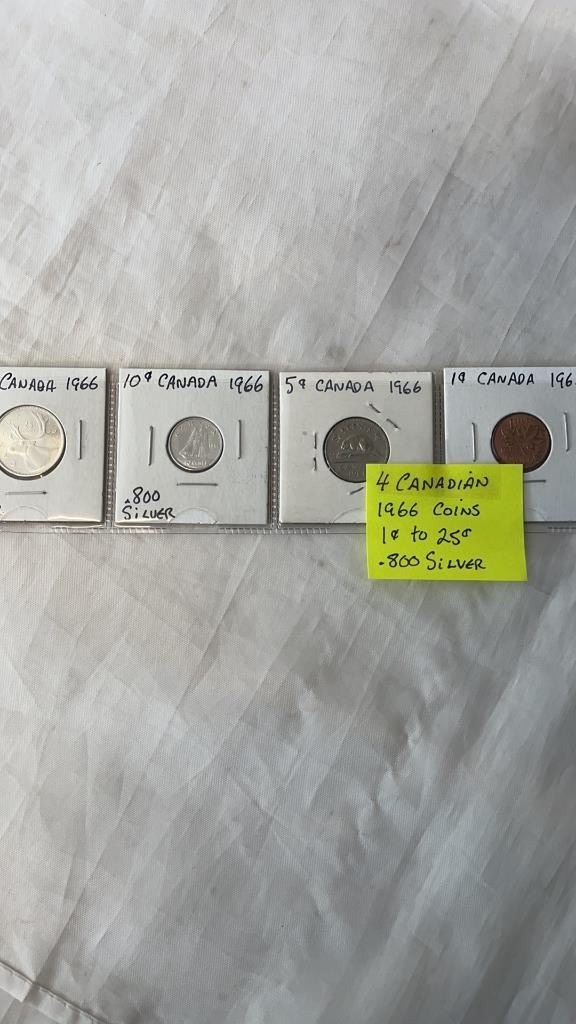 CANADA 1966
10¢ CANADA 1966
.800
SILVER
5¢ CANADA 1966
1¢ CANADA 196
4 CANADIAN
1966 COINS
1¢ to 25¢
.800 SILVER